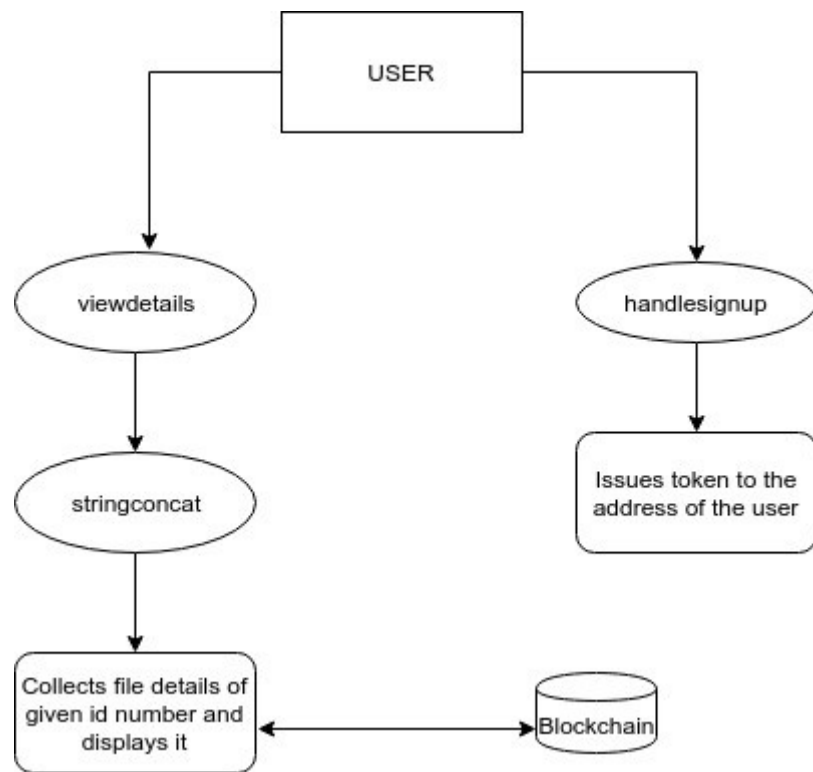 USER
viewdetails
handlesignup
stringconcat
Issues token to the
address of the user
Collects file details of
given id number and
displays it
Blockchain